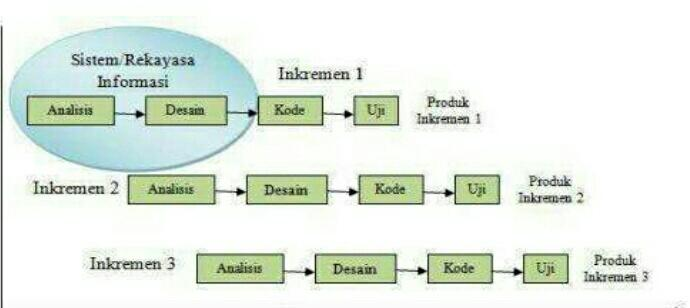 Sistem/Rekayasa
Informasi
Inkremen 1
Analisis
Desain
Kode
Uji
Produk
Inkremen 1
Inkremen 2
Analisis
Desain
Kode
Uji
Produk
Inkremen 2
Inkremen 3
Analisis
Desain
Kode
Uji
Produk
Inkremen 3